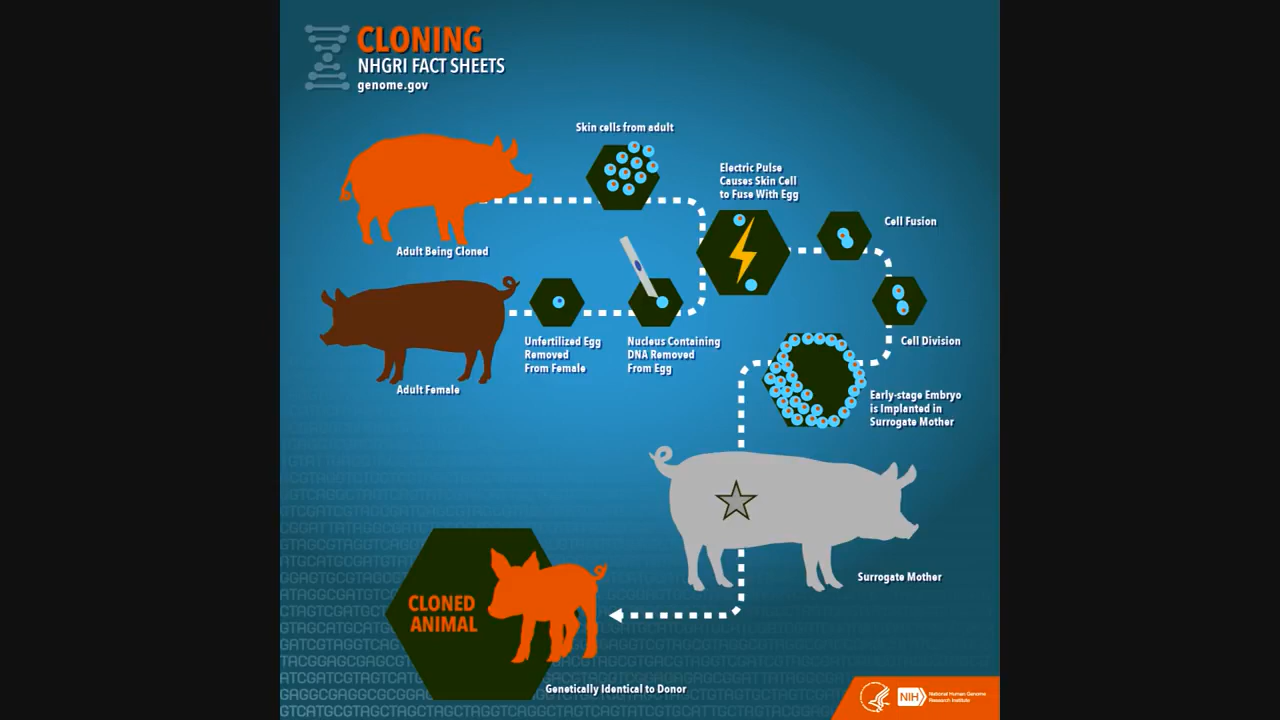 CLONING
NHGRI FACT SHEETS
genome.gov
Skin cells from adult
Electric Pulse
Causes Skin Cell
to Fuse With Egg
Cell Fusion
Adult Being Cloned
Unfertilized Egg
Removed
From Female
Nucleus Containing
DNA Removed
From Egg
Cell Division
Adult Female
Early-stage Embryo
is Implanted in
Surrogate Mother
Surrogate Mother
CLONED
ANIMAL
Genetically Identical to Donor
NIH
National Human Genome
Research Institute